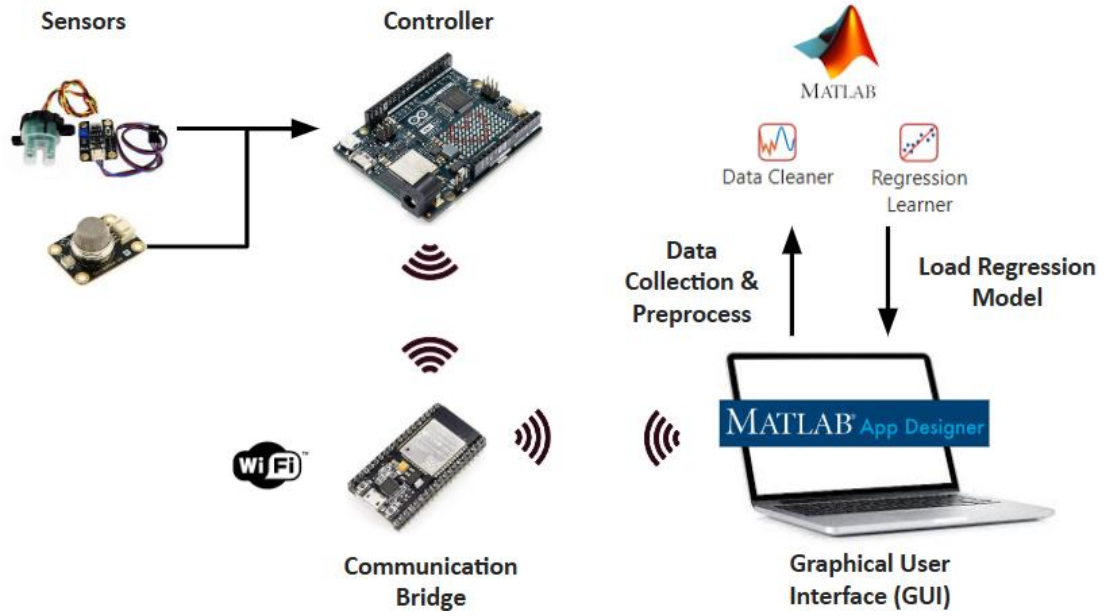 Sensors
Controller
MATLAB
Data Cleaner
Regression
Learner
Data
Collection &
Preprocess
Load Regression
Model
MATLAB® App Designer
WiFi™
Communication
Bridge
Graphical User
Interface (GUI)